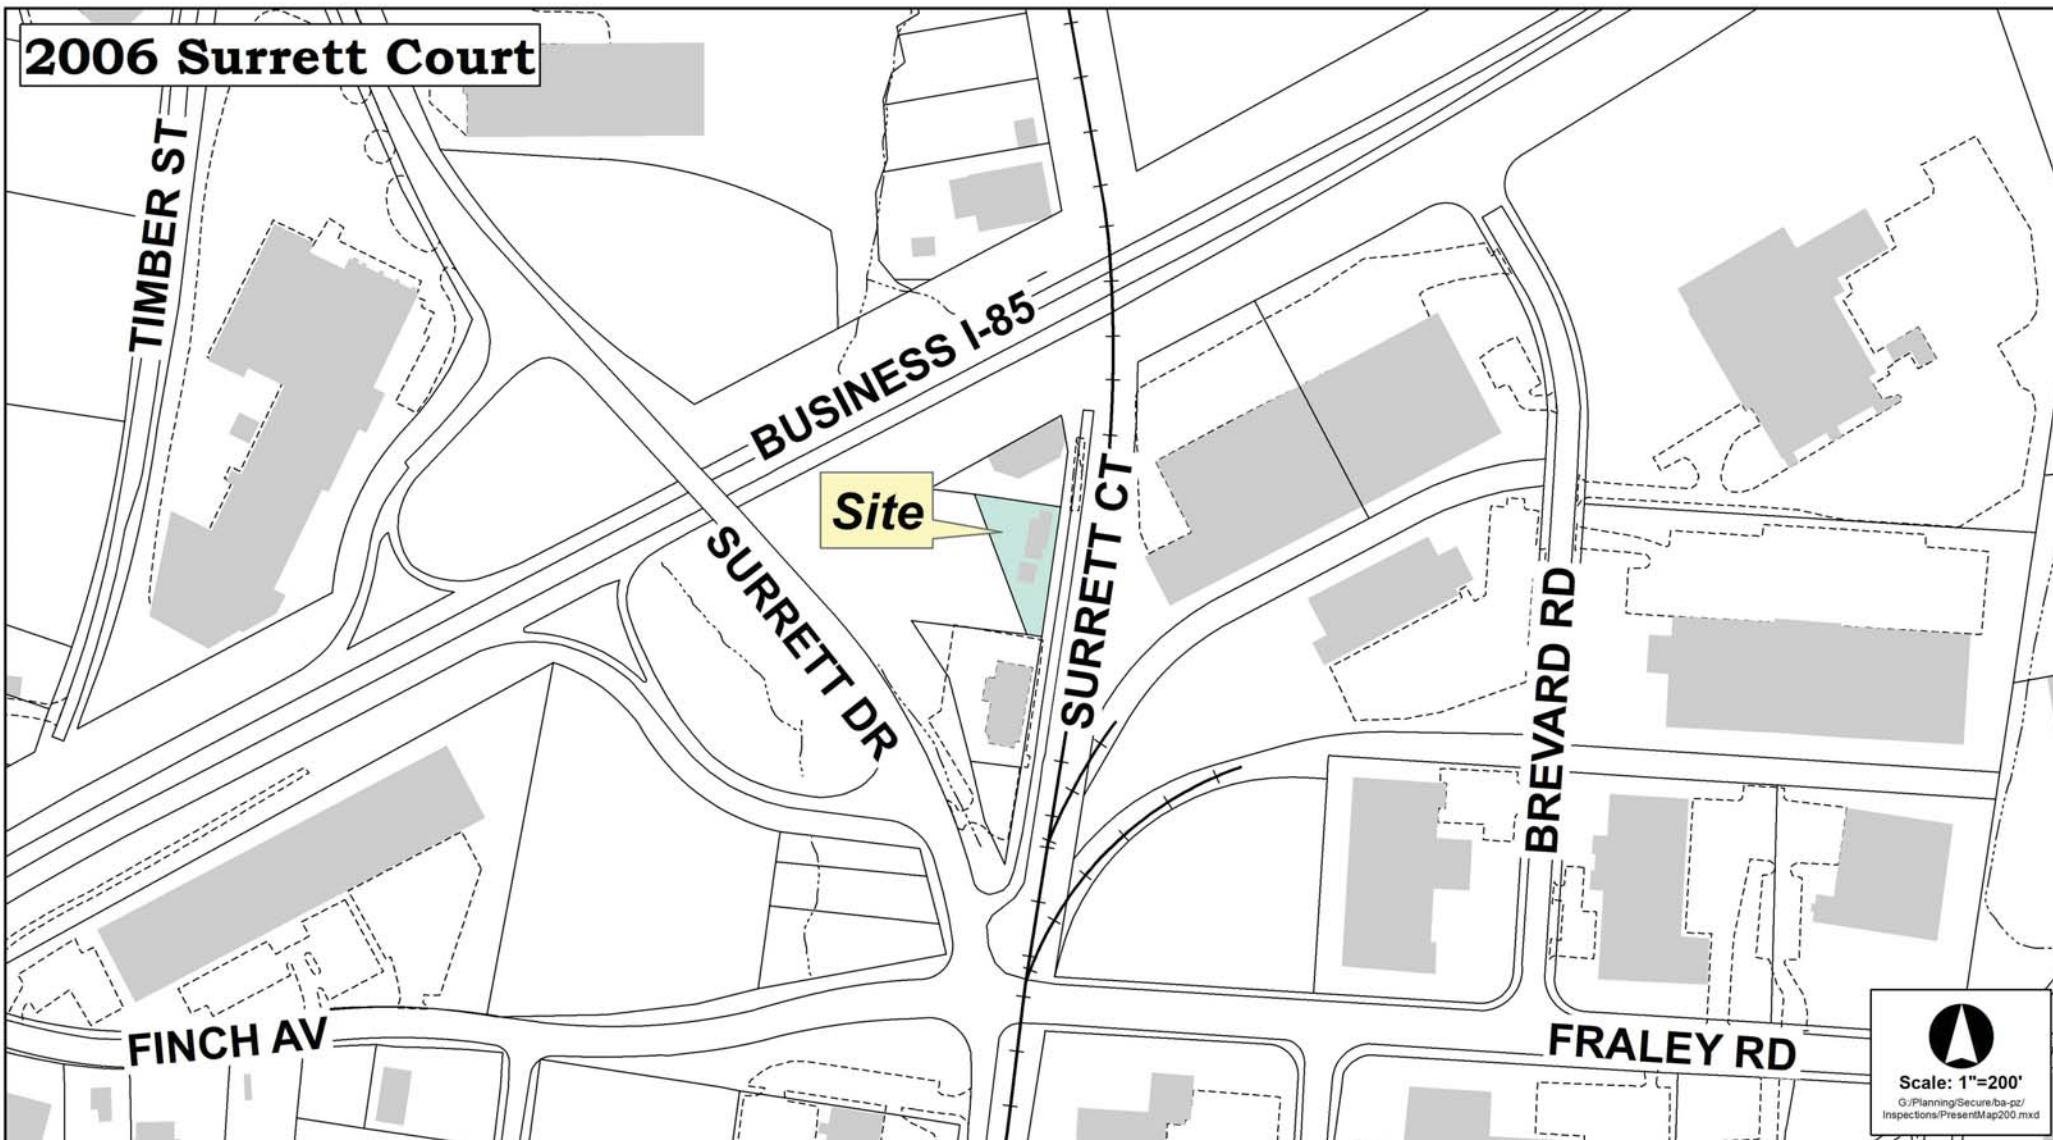 2006 Surrett Court
TIMBER ST
BUSINESS I-85
Site
SURRETT CT
SURRETT DR
BREVARD RD
FINCH AV
FRALEY RD
Scale: 1"=200'
G:/Planning/Secure/ba-pz/
Inspections/PresentMap200.mxd